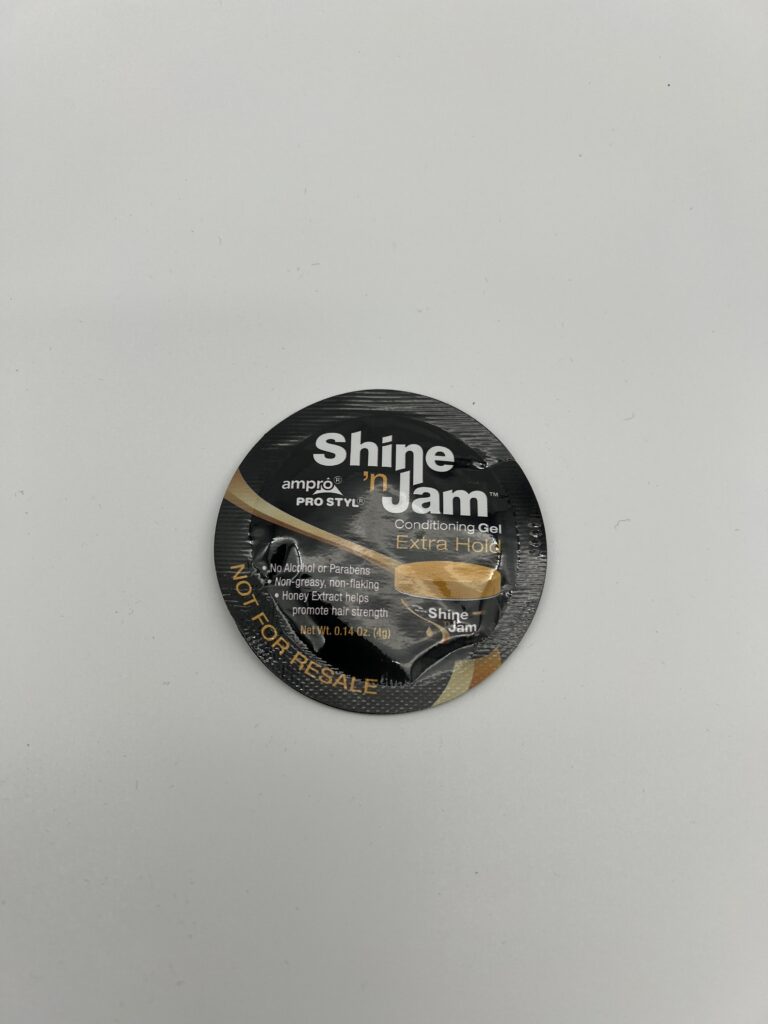 Shine
'n Jam™
ampro®
PRO STYL®
Conditioning Gel
Extra Hold
• No Alcohol or Parabens
• Non-greasy, non-flaking
• Honey Extract helps
promote hair strength
Net Wt. 0.14 Oz. (4g)
Shine
Jam
NOT FOR RESALE